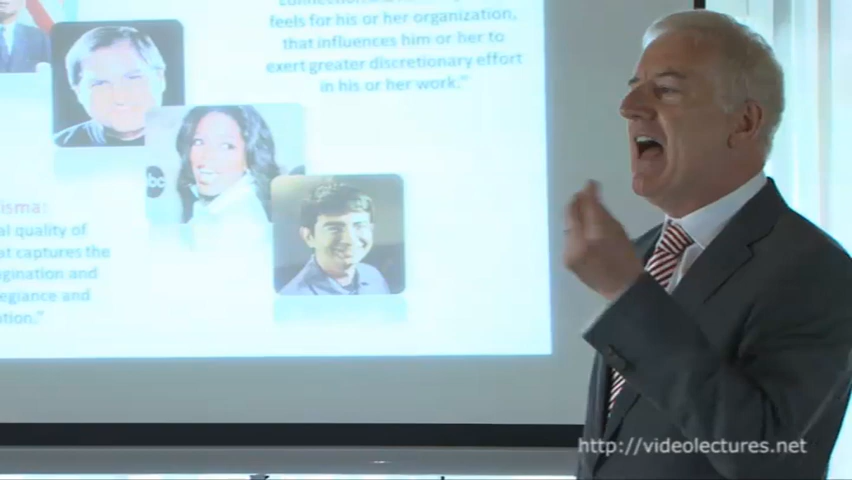 feels for his or her organization,
that influences him or her to
exert greater discretionary effort
in his or her work."
abc
isma:
al quality of
at captures the
gination and
egiance and
tion."
http://videolectures.net